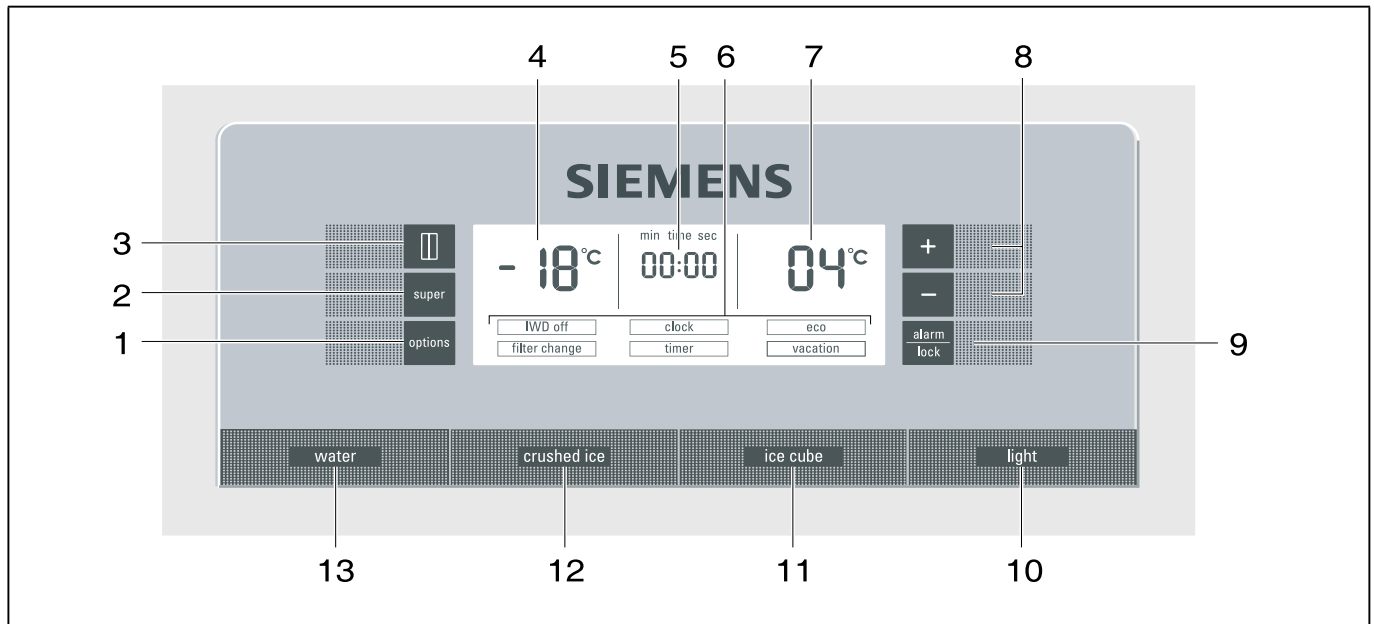 4 5 6 7 8
SIEMENS
3
min time sec
- 18°C 00:00 04°C
+
2
super
−
1
options
IWD off clock eco
filter change timer vacation
alarm
lock
9
water crushed ice ice cube light
13 12 11 10